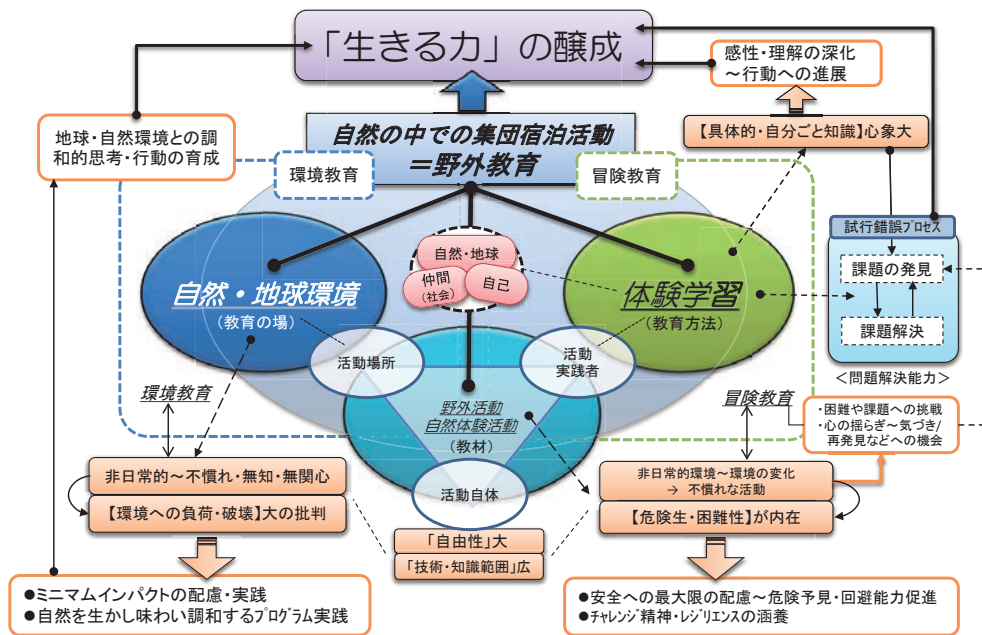 「生きる力」の醸成
感性・理解の深化
～行動への進展
地球・自然環境との調
和的思考・行動の育成
自然の中での集団宿泊活動
＝野外教育
【具体的・自分ごと知識】心象大
環境教育
冒険教育
試行錯誤プロセス
課題の発見
課題解決
＜問題解決能力＞
自然・地球
仲間
（社会）
自己
自然・地球環境
（教育の場）
体験学習
（教育方法）
活動場所
活動
実践者
野外活動
自然体験活動
（教材）
活動自体
環境教育
冒険教育
・困難や課題への挑戦
・心の揺らぎ～気づき/
再発見などへの機会
非日常的～不慣れ・無知・無関心
【環境への負荷・破壊】大の批判
非日常的環境～環境の変化
→ 不慣れな活動
【危険生・困難性】が内在
「自由性」大
「技術・知識範囲」広
●ミニマムインパクトの配慮・実践
●自然を生かし味わい調和するプログラム実践
●安全への最大限の配慮～危険予見・回避能力促進
●チャレンジ精神・レジリエンスの涵養